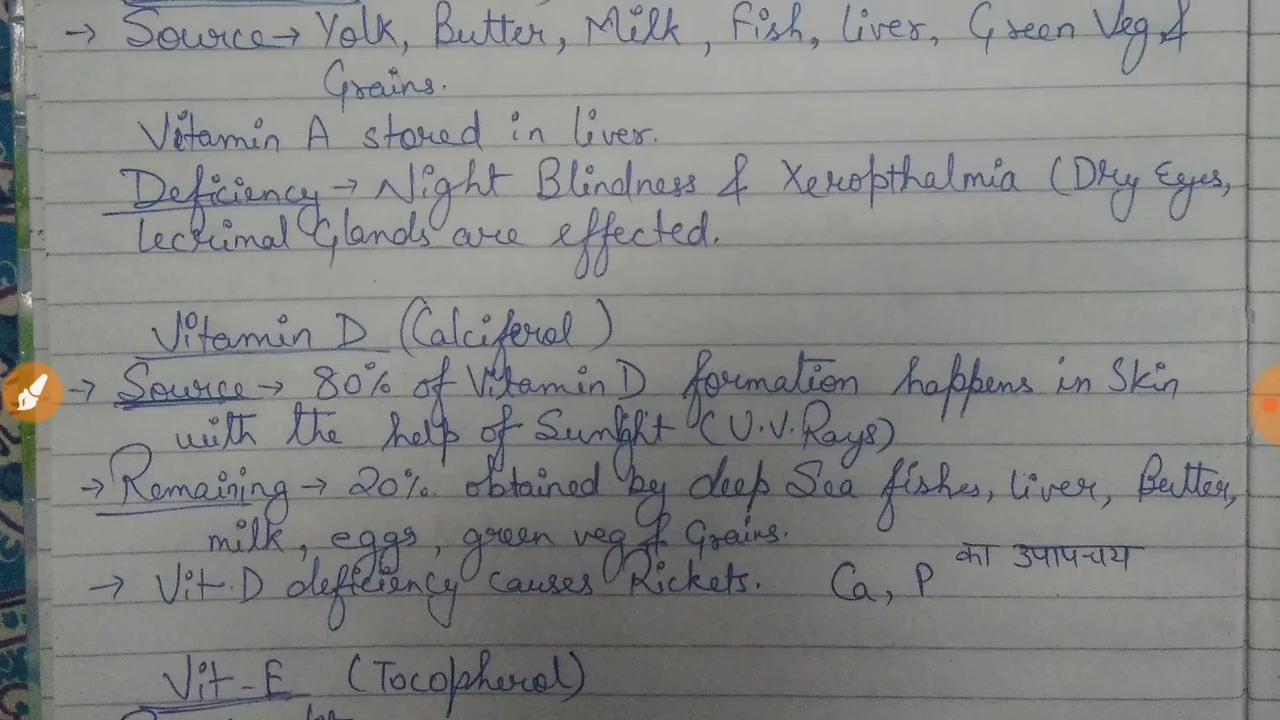 → Source → Yolk, Butter, Milk, Fish, liver, Green Veg &
Grains.
Vitamin A stored in liver.
Deficiency → Night Blindness & Xeropthalmia (Dry Eyes,
lecrimal Glands are effected.
Vitamin D (Calciferol)
→ Source → 80% of Vitamin D formation happens in Skin
with the help of Sunlight (U.V. Rays)
→ Remaining → 20% obtained by deep Sea fishes, liver, Butter,
milk, eggs, green veg & Grains.
→ Vit. D deficiency causes Rickets. Ca, P का उपापचय
Vit-E (Tocopherol)